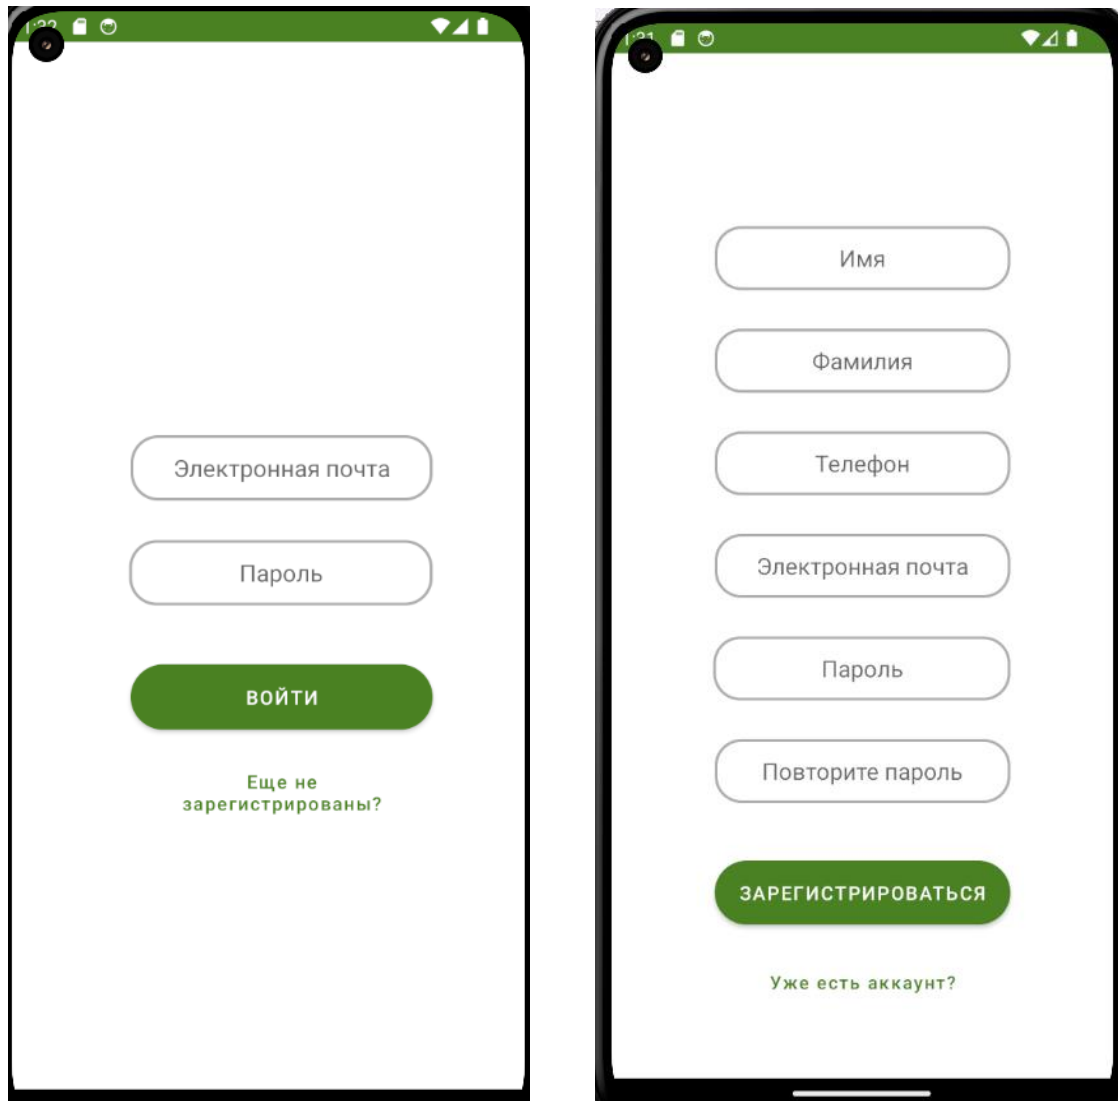 Электронная почта
Пароль
ВОЙТИ
Еще не
зарегистрированы?
Имя
Фамилия
Телефон
Электронная почта
Пароль
Повторите пароль
ЗАРЕГИСТРИРОВАТЬСЯ
Уже есть аккаунт?